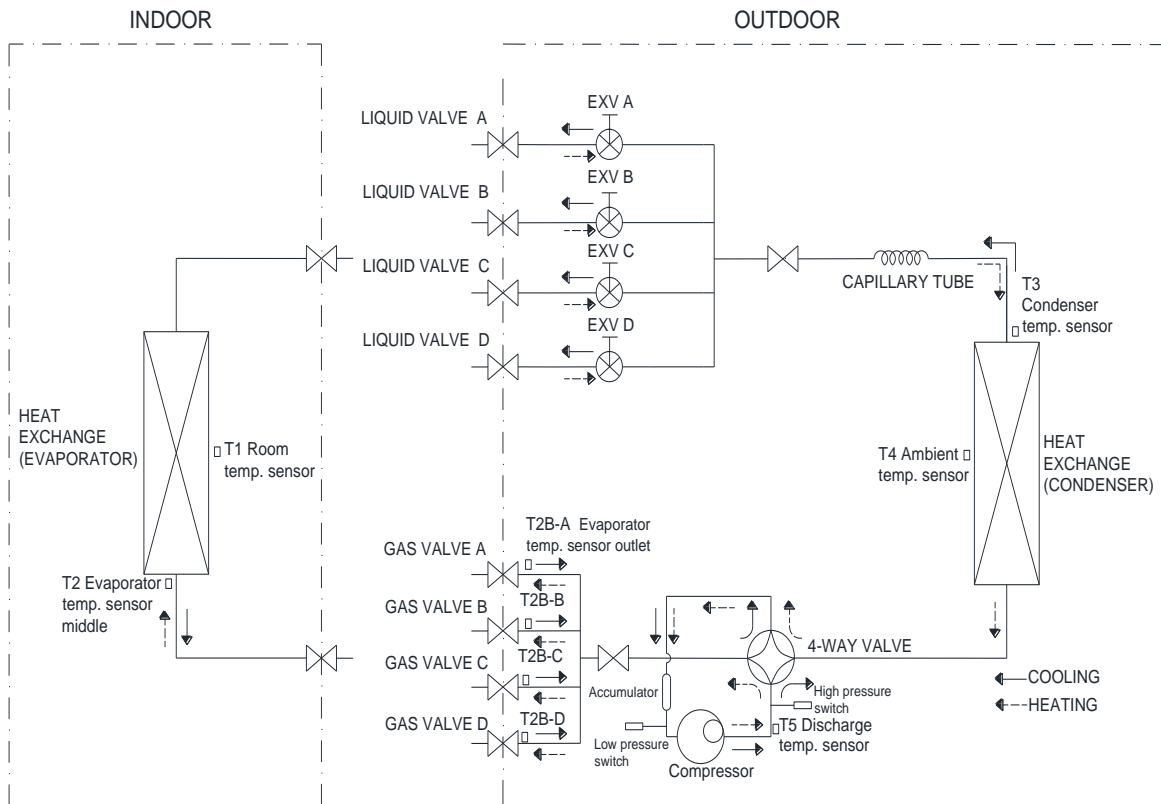 INDOOR
OUTDOOR
LIQUID VALVE A
EXV A
LIQUID VALVE B
EXV B
LIQUID VALVE C
EXV C
LIQUID VALVE D
EXV D
CAPILLARY TUBE
T3
Condenser
temp. sensor
HEAT
EXCHANGE
(EVAPORATOR)
T1 Room
temp. sensor
T4 Ambient
temp. sensor
HEAT
EXCHANGE
(CONDENSER)
T2 Evaporator
temp. sensor
middle
GAS VALVE A
T2B-A Evaporator
temp. sensor outlet
GAS VALVE B
T2B-B
GAS VALVE C
T2B-C
GAS VALVE D
T2B-D
4-WAY VALVE
Accumulator
High pressure
switch
Low pressure
switch
T5 Discharge
temp. sensor
Compressor
COOLING
HEATING